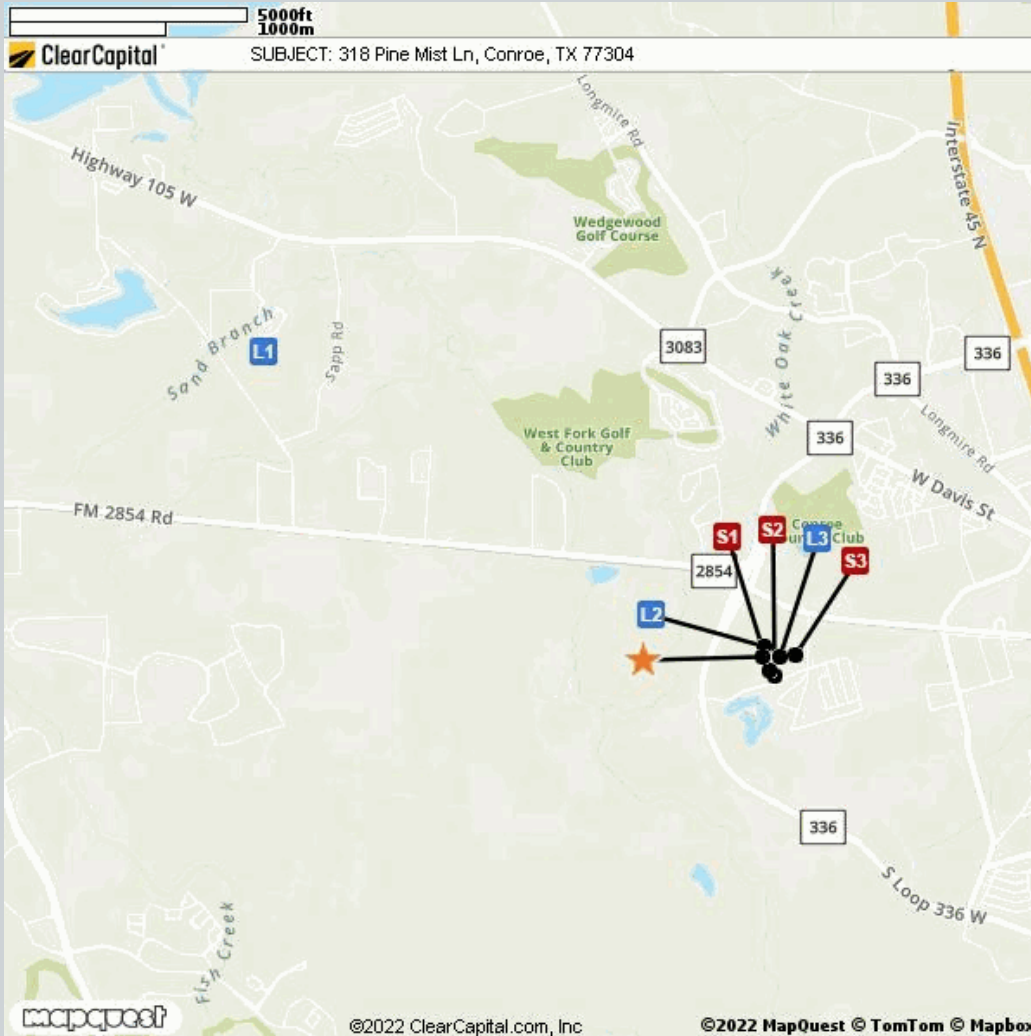 5000ft
1000m
ClearCapital
SUBJECT: 318 Pine Mist Ln, Conroe, TX 77304
Longmire Rd
Interstate 45 N
Highway 105 W
Wedgewood
Golf Course
White Oak Creek
Sand Branch
Sapp Rd
L1
3083
336
336
336
Longmire Rd
West Fork Golf
& Country
Club
W Davis St
FM 2854 Rd
S1
S2
Conroe
Country Club
L3
S3
2854
L2
336
S Loop 336 W
Fish Creek
mapquest
©2022 ClearCapital.com, Inc
©2022 MapQuest © TomTom © Mapbox